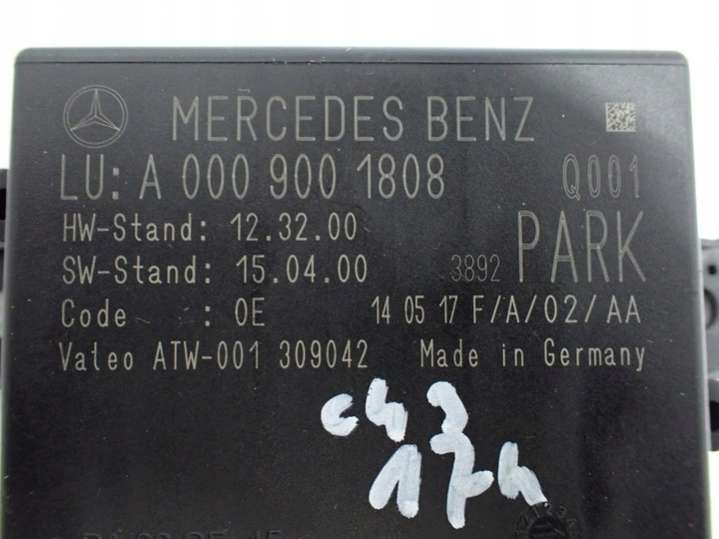 MERCEDES BENZ
LU: A 000 900 1808 Q001
HW-Stand: 12.32.00
SW-Stand: 15.04.00 3892 PARK
Code : 0E 14 05 17 F/A/02/AA
Valeo ATW-001 309042 Made in Germany
C43
17h